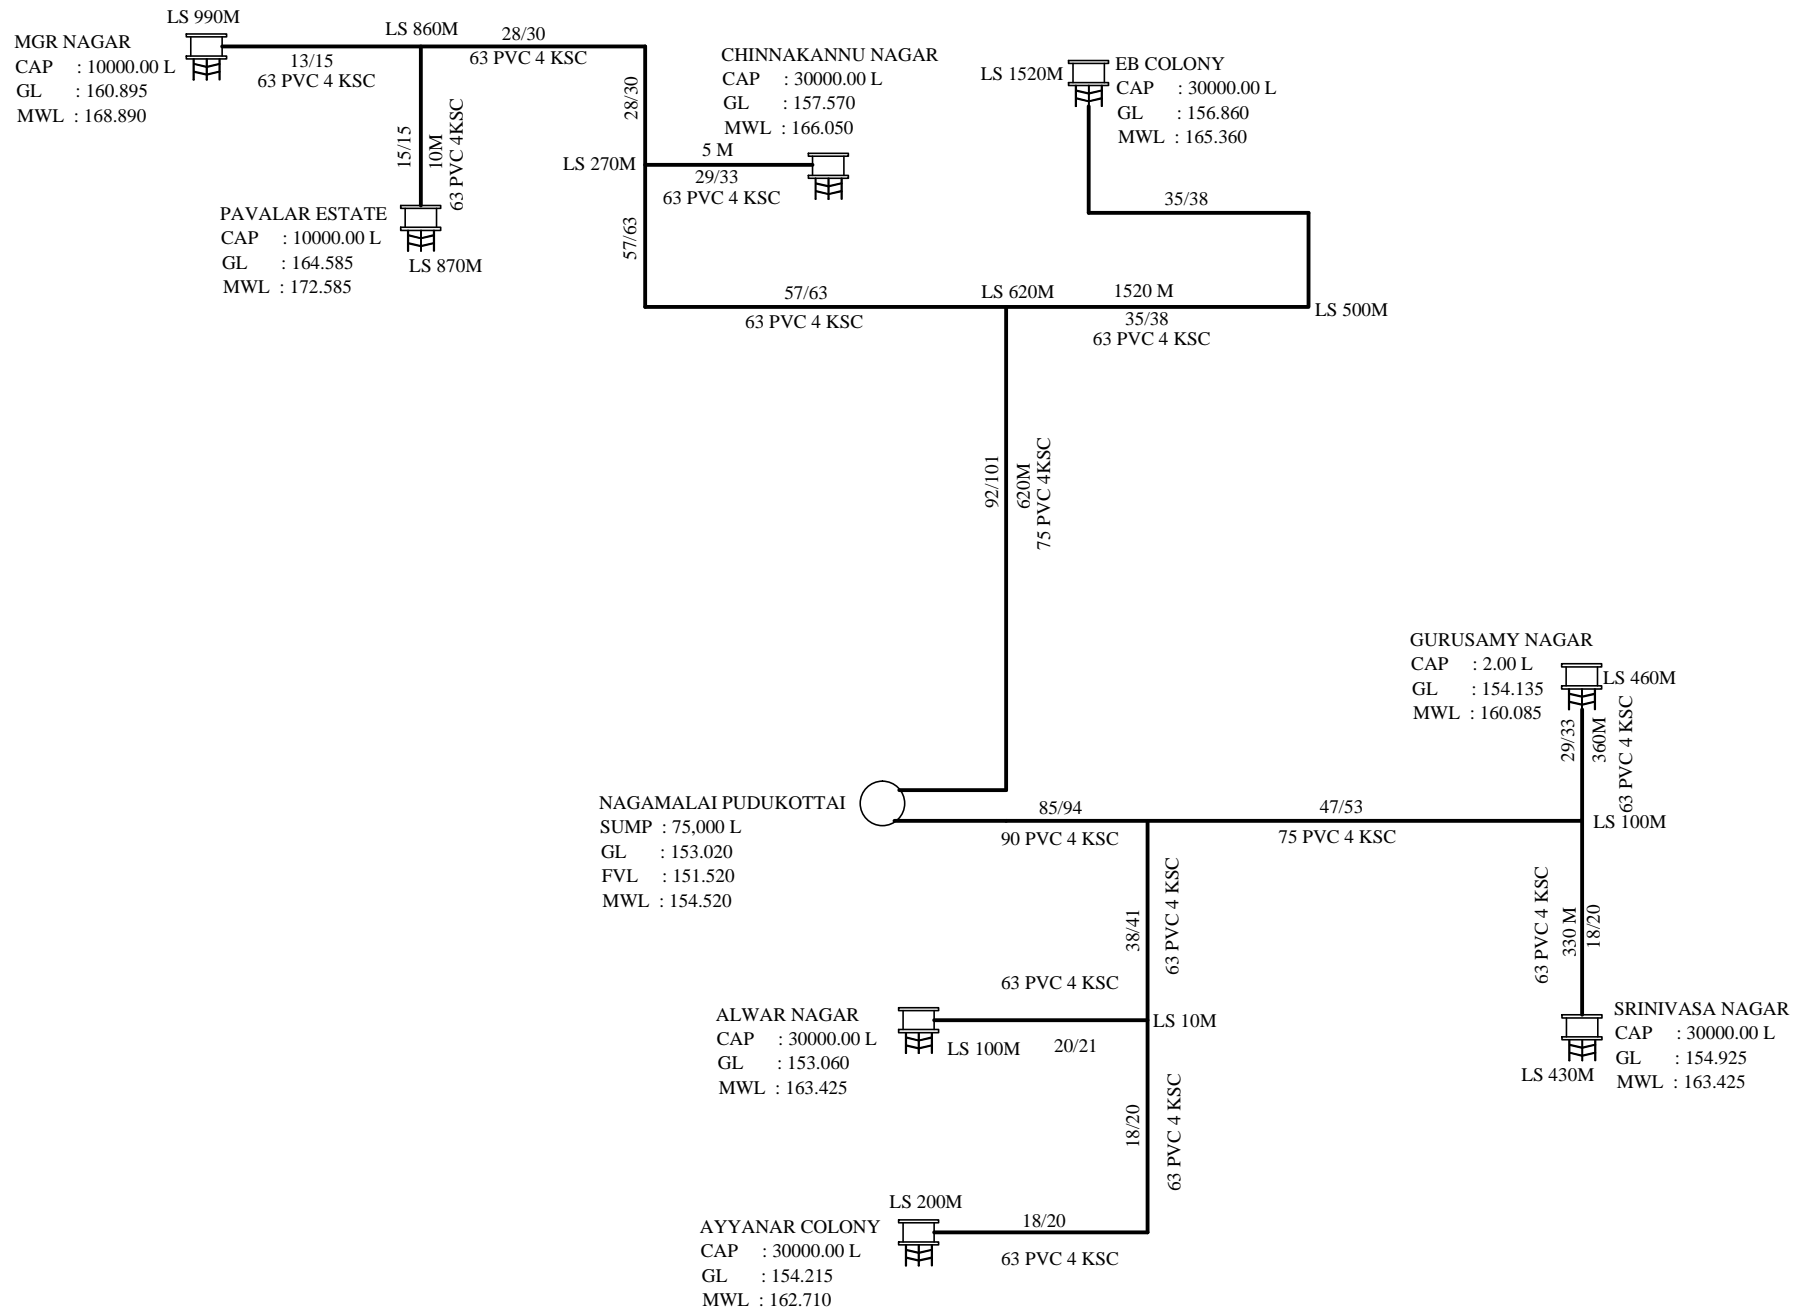 LS 990M
MGR NAGAR
CAP : 10000.00 L
GL : 160.895
MWL : 168.890
13/15
63 PVC 4 KSC
LS 860M
28/30
63 PVC 4 KSC
28/30
15/15
10M
63 PVC 4KSC
PAVALAR ESTATE
CAP : 10000.00 L
GL : 164.585
MWL : 172.585
LS 870M
CHINNAKANNU NAGAR
CAP : 30000.00 L
GL : 157.570
MWL : 166.050
LS 270M
5 M
29/33
63 PVC 4 KSC
57/63
57/63
63 PVC 4 KSC
LS 620M
LS 1520M
EB COLONY
CAP : 30000.00 L
GL : 156.860
MWL : 165.360
35/38
1520 M
35/38
63 PVC 4 KSC
LS 500M
92/101
620M
75 PVC 4KSC
GURUSAMY NAGAR
CAP : 2.00 L
GL : 154.135
MWL : 160.085
LS 460M
29/33
360M
63 PVC 4 KSC
NAGAMALAI PUDUKOTTAI
SUMP : 75,000 L
GL : 153.020
FVL : 151.520
MWL : 154.520
85/94
90 PVC 4 KSC
47/53
75 PVC 4 KSC
LS 100M
38/41
63 PVC 4 KSC
63 PVC 4 KSC
330 M
18/20
63 PVC 4 KSC
ALWAR NAGAR
CAP : 30000.00 L
GL : 153.060
MWL : 163.425
LS 100M
20/21
LS 10M
SRINIVASA NAGAR
CAP : 30000.00 L
GL : 154.925
MWL : 163.425
LS 430M
18/20
63 PVC 4 KSC
LS 200M
AYYANAR COLONY
CAP : 30000.00 L
GL : 154.215
MWL : 162.710
18/20
63 PVC 4 KSC